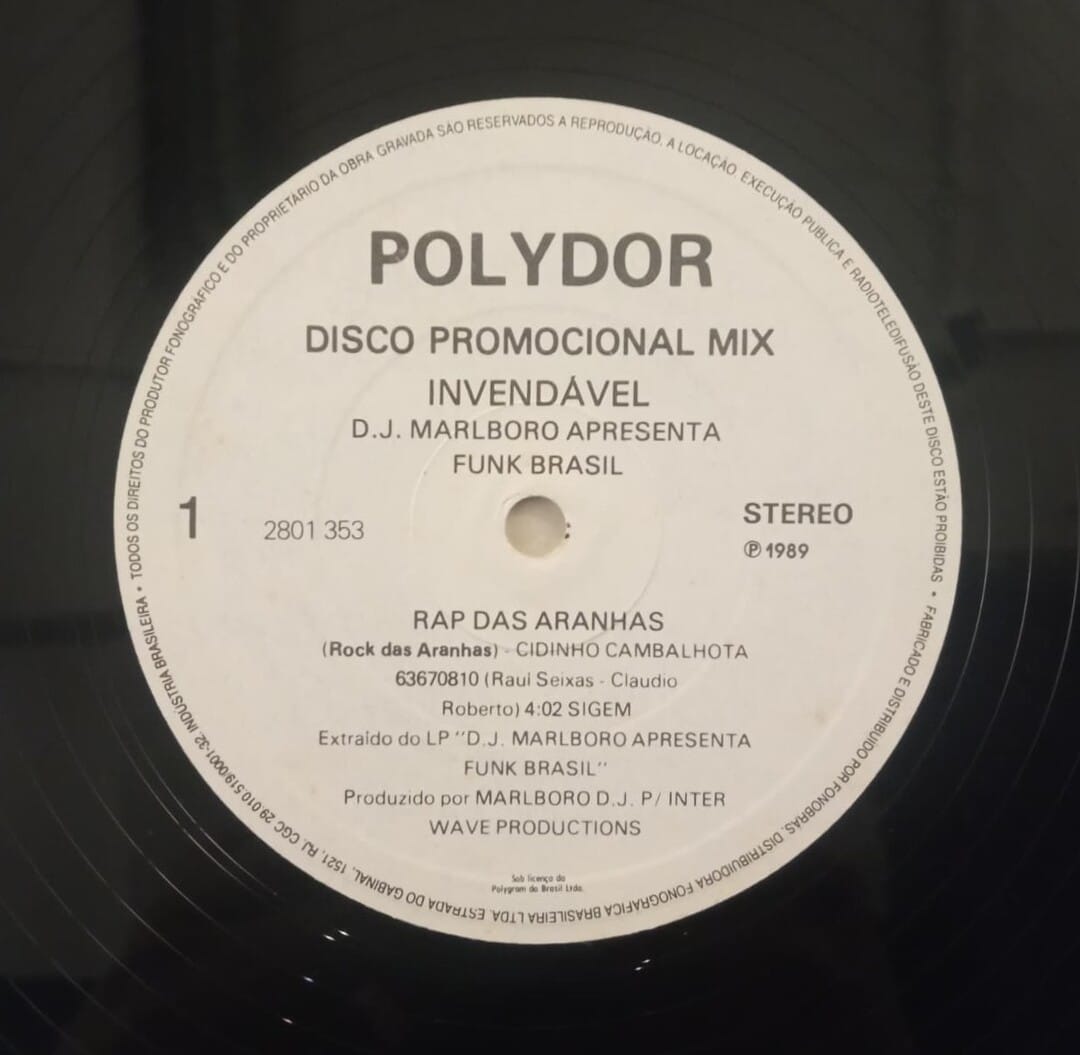 POLYDOR
DISCO PROMOCIONAL MIX
INVENDÁVEL
D.J. MARLBORO APRESENTA
FUNK BRASIL
1
2801 353
STEREO
Ⓟ 1989
RAP DAS ARANHAS
(Rock das Aranhas) - CIDINHO CAMBALHOTA
63670810 (Raul Seixas - Claudio
Roberto) 4:02 SIGEM
Extraído do LP "D.J. MARLBORO APRESENTA
FUNK BRASIL"
Produzido por MARLBORO D.J. P/ INTER
WAVE PRODUCTIONS
Sob licença da
Polygram do Brasil Ltda.
TODOS OS DIREITOS DO PRODUTOR FONOGRÁFICO E DO PROPRIETÁRIO DA OBRA GRAVADA SÃO RESERVADOS A REPRODUÇÃO, A LOCAÇÃO EXECUÇÃO PUBLICA E RADIOTELEDIFUSÃO DESTE DISCO ESTÃO PROIBIDAS • FABRICADO E DISTRIBUIDO POR FONOBRÁS, DISTRIBUIDORA FONOGRÁFICA BRASILEIRA LTDA. ESTRADA DO GABINAL, 1521, RJ, CGC 29.010.519/0001-32. INDÚSTRIA BRASILEIRA •